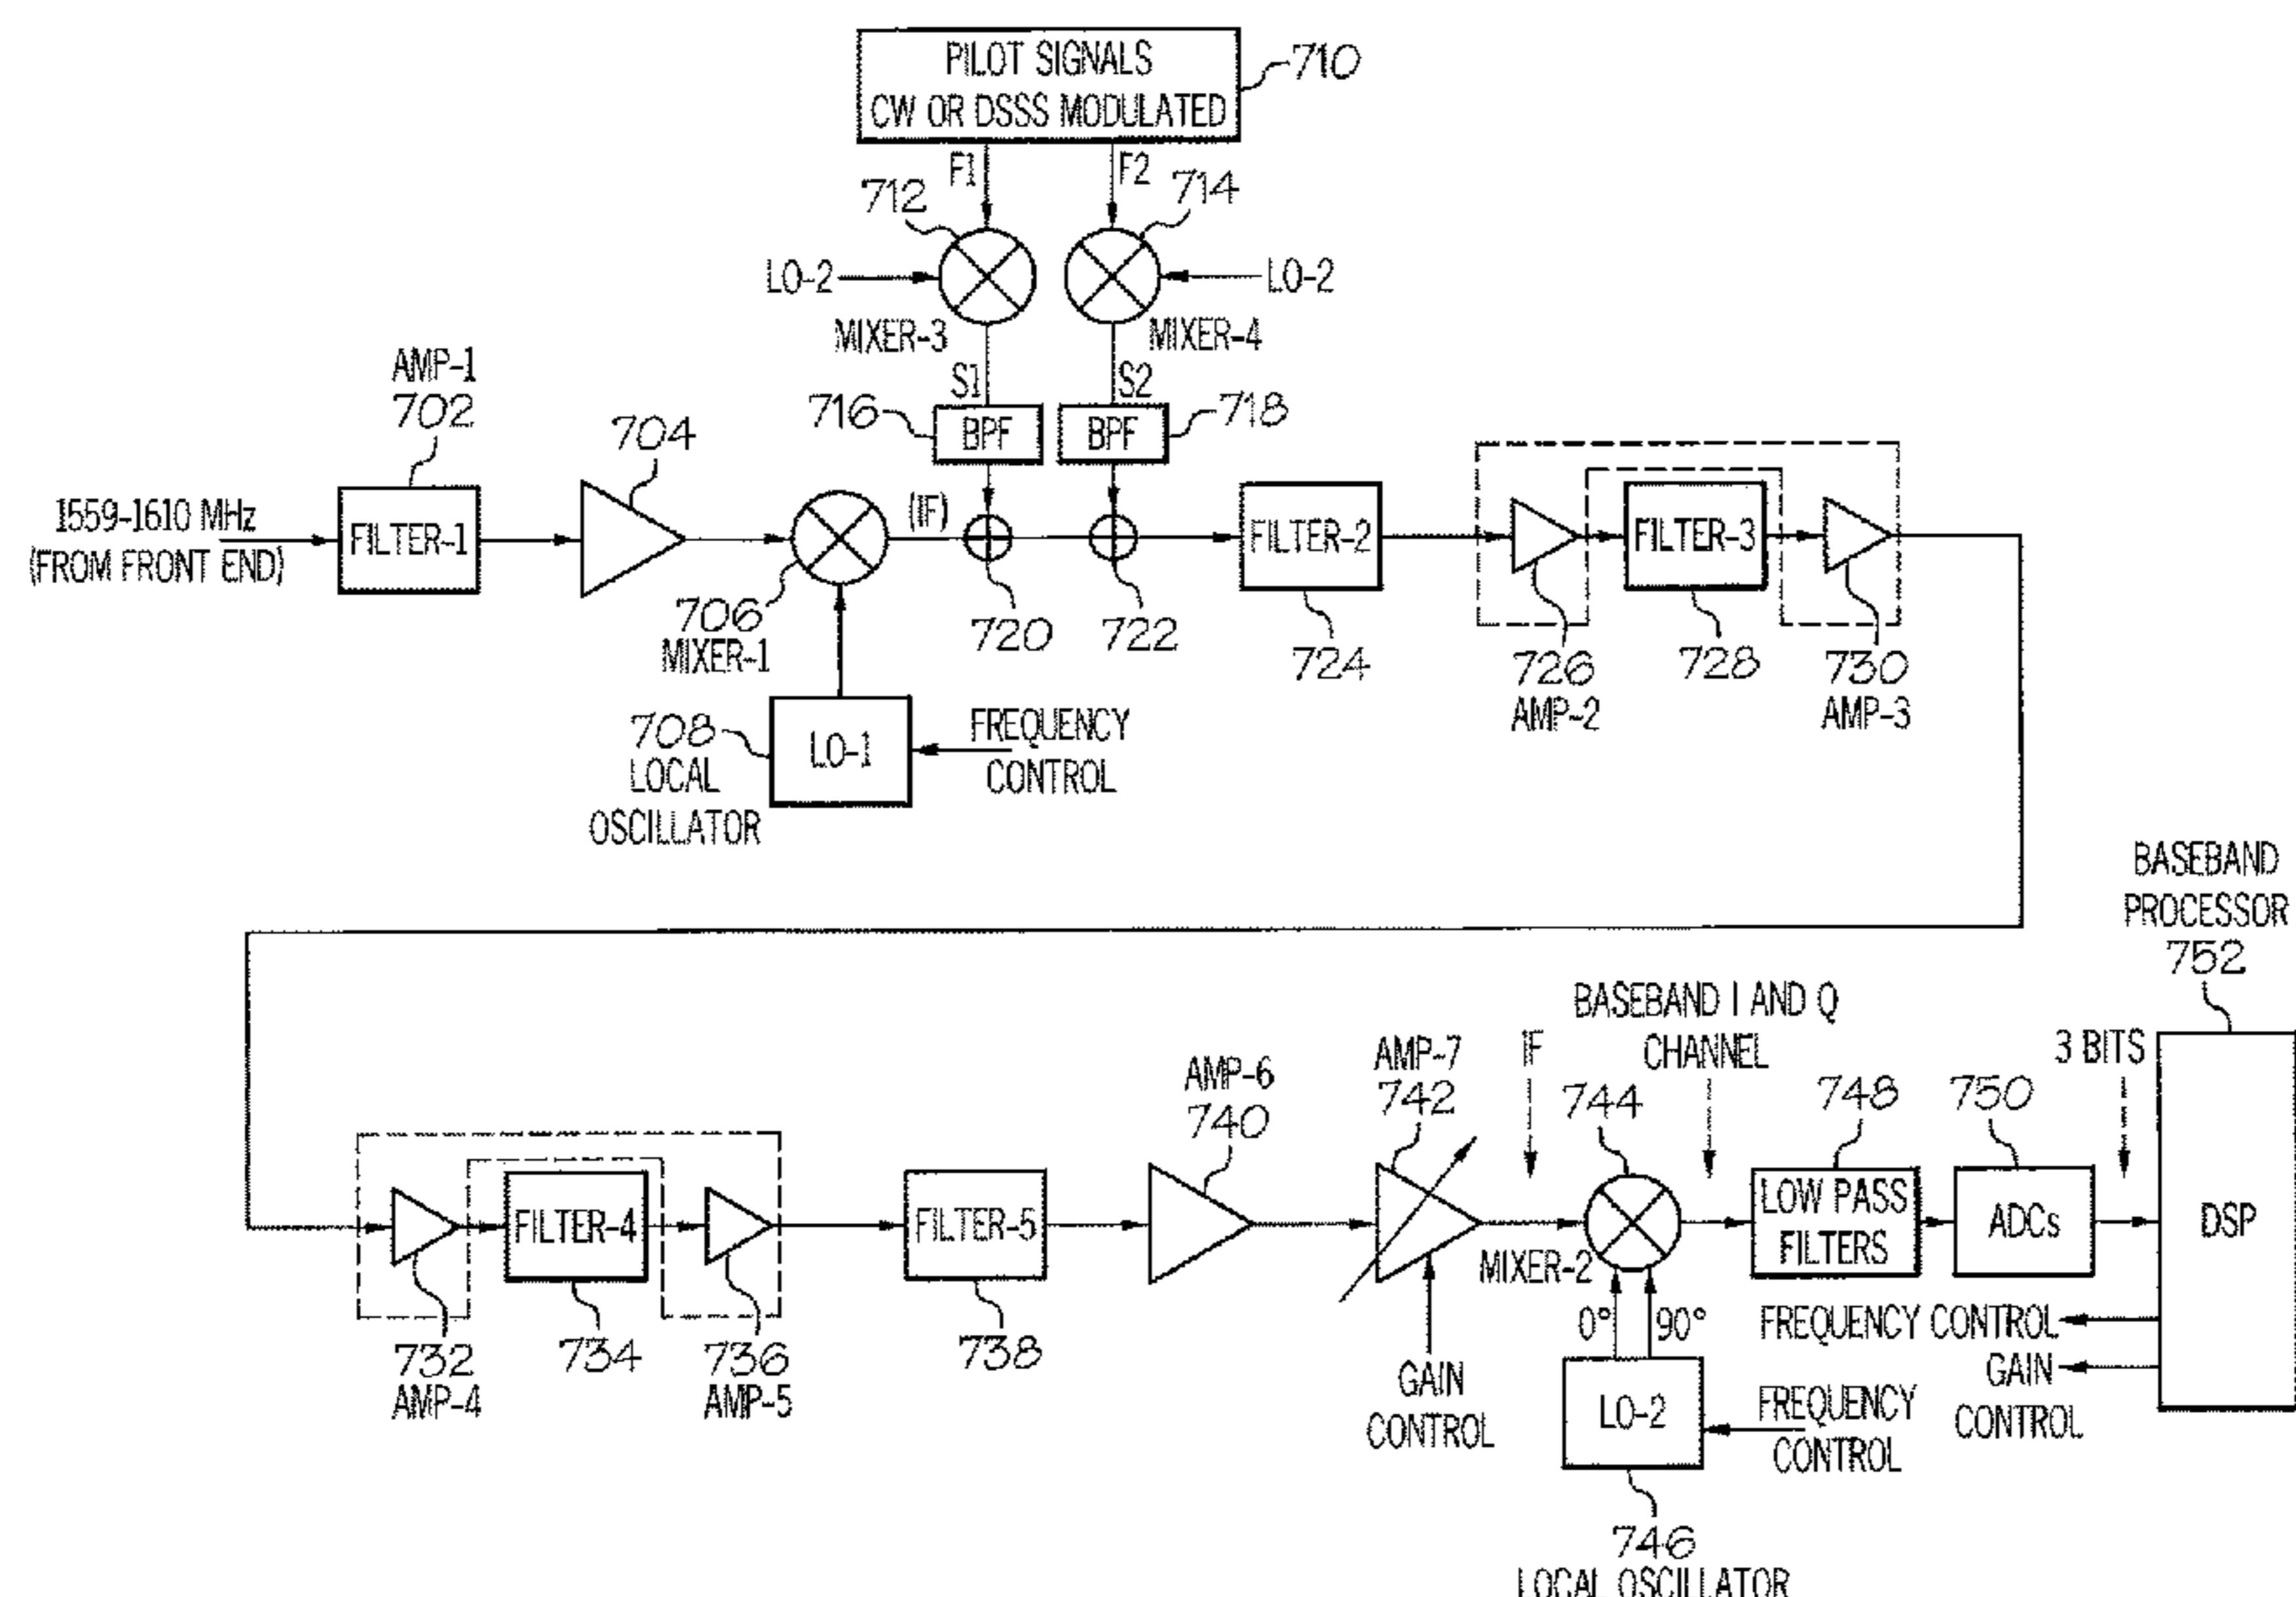 PILOT SIGNALS
CW OR DSSS MODULATED
710
F1
F2
712
714
LO-2
LO-2
MIXER-3
MIXER-4
S1
S2
716
BPF
BPF
718
AMP-1
702
704
1559-1610 MHz
(FROM FRONT END)
FILTER-1
(IF)
FILTER-2
FILTER-3
706
MIXER-1
720
722
724
726
AMP-2
728
730
AMP-3
708
LOCAL
OSCILLATOR
LO-1
FREQUENCY
CONTROL
BASEBAND
PROCESSOR
752
BASEBAND I AND Q
CHANNEL
IF
3 BITS
AMP-6
740
AMP-7
742
744
748
750
FILTER-4
FILTER-5
MIXER-2
LOW PASS
FILTERS
ADCs
DSP
732
AMP-4
734
736
AMP-5
738
GAIN
CONTROL
0°
90°
LO-2
FREQUENCY
CONTROL
FREQUENCY CONTROL
GAIN
CONTROL
746
LOCAL OSCILLATOR